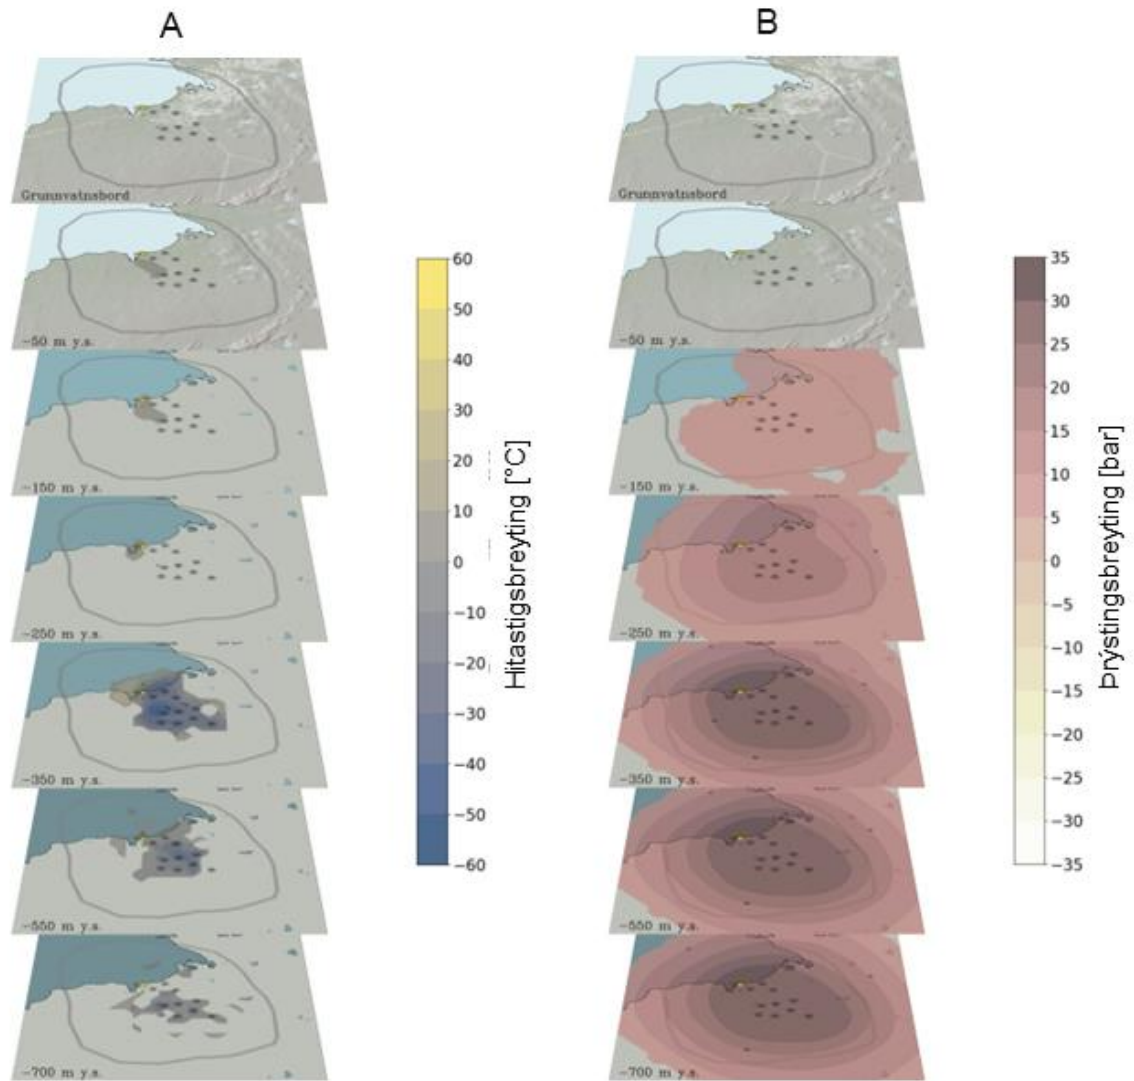 A
B
Grunnvatnsbord
Grunnvatnsbord
-50 m y.s.
-50 m y.s.
-150 m y.s.
-150 m y.s.
-250 m y.s.
-250 m y.s.
-350 m y.s.
-350 m y.s.
-550 m y.s.
-550 m y.s.
-700 m y.s.
-700 m y.s.
60
50
40
30
20
10
0
−10
−20
−30
−40
−50
−60
Hitastigsbreyting [°C]
35
30
25
20
15
10
5
0
−5
−10
−15
−20
−25
−30
−35
Þrýstingsbreyting [bar]